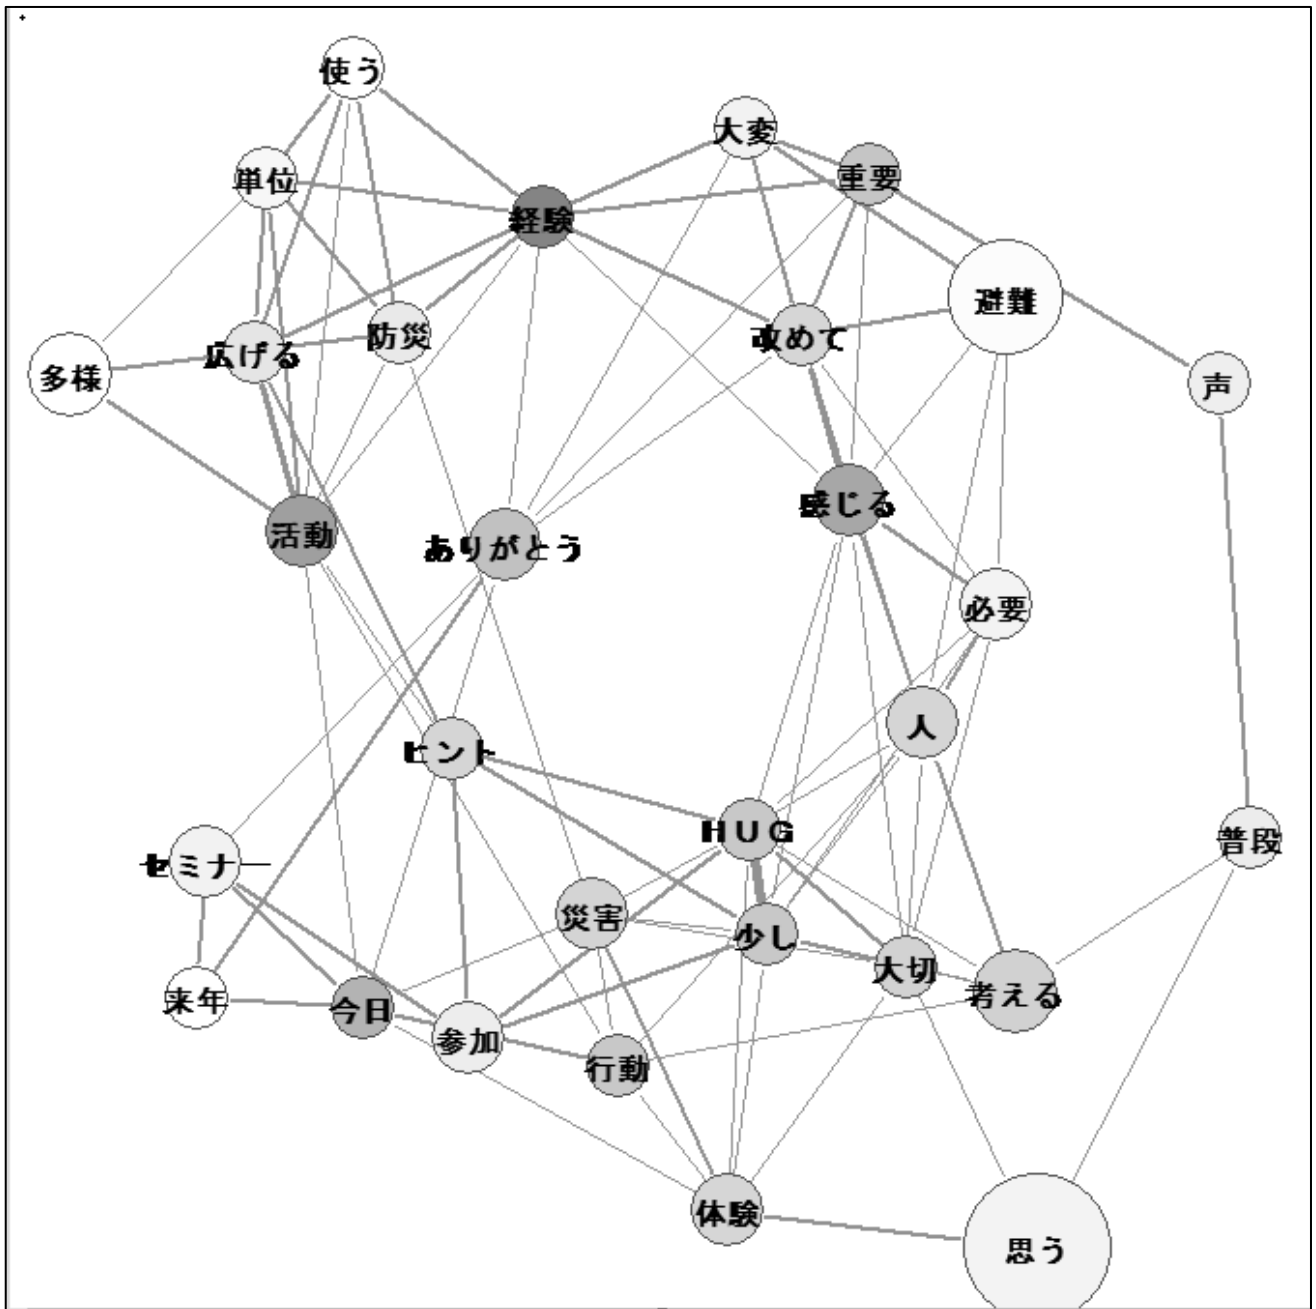 使う
大変
単位
重要
経験
避難
防災
改めて
広げる
多様
声
感じる
活動
ありがとう
必要
人
ヒント
HUG
普段
セミナー
災害
少し
大切
考える
来年
今日
参加
行動
体験
思う